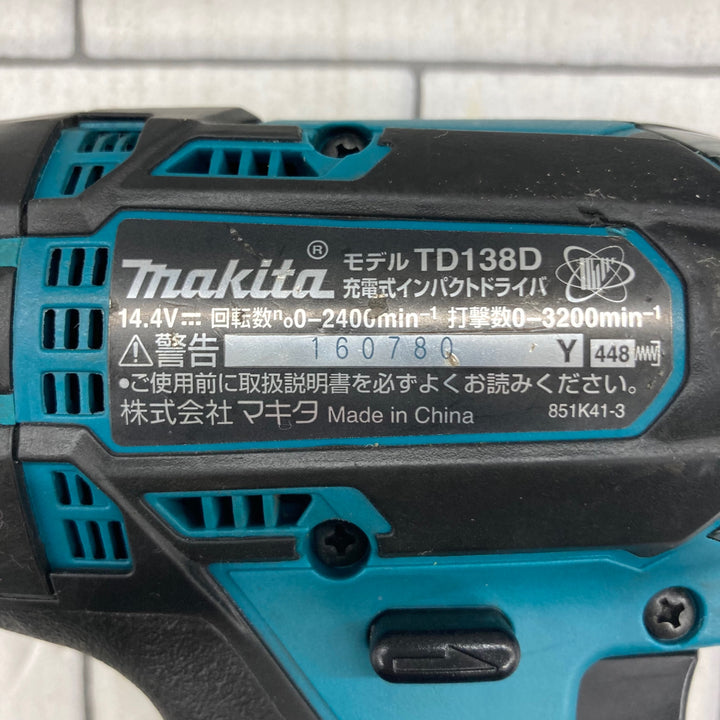 makita® モデル TD138D
充電式インパクトドライバ
14.4V⎓ 回転数n₀0-2400min⁻¹ 打撃数0-3200min⁻¹
⚠警告 160780 Y 448
●ご使用前に取扱説明書を必ずよくお読みください。
株式会社 マキタ Made in China 851K41-3